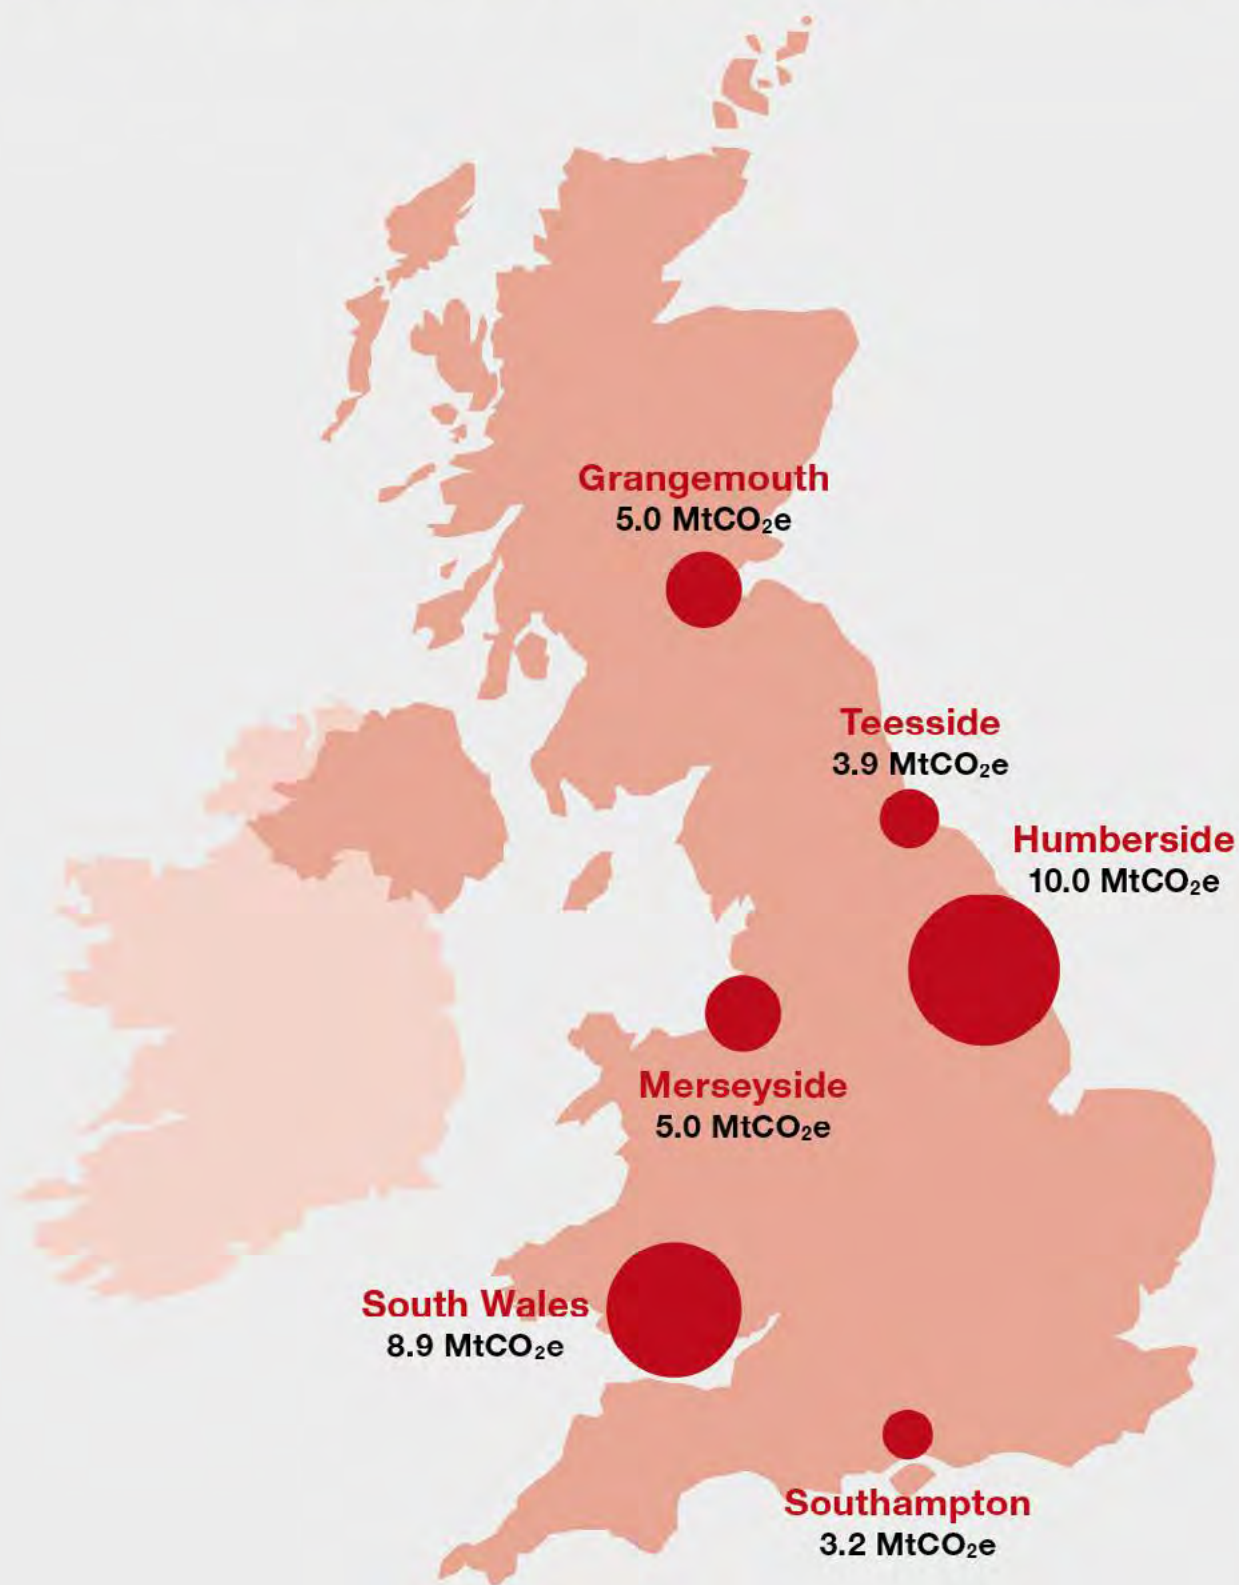 Grangemouth
5.0 MtCO₂e
Teesside
3.9 MtCO₂e
Humberside
10.0 MtCO₂e
Merseyside
5.0 MtCO₂e
South Wales
8.9 MtCO₂e
Southampton
3.2 MtCO₂e